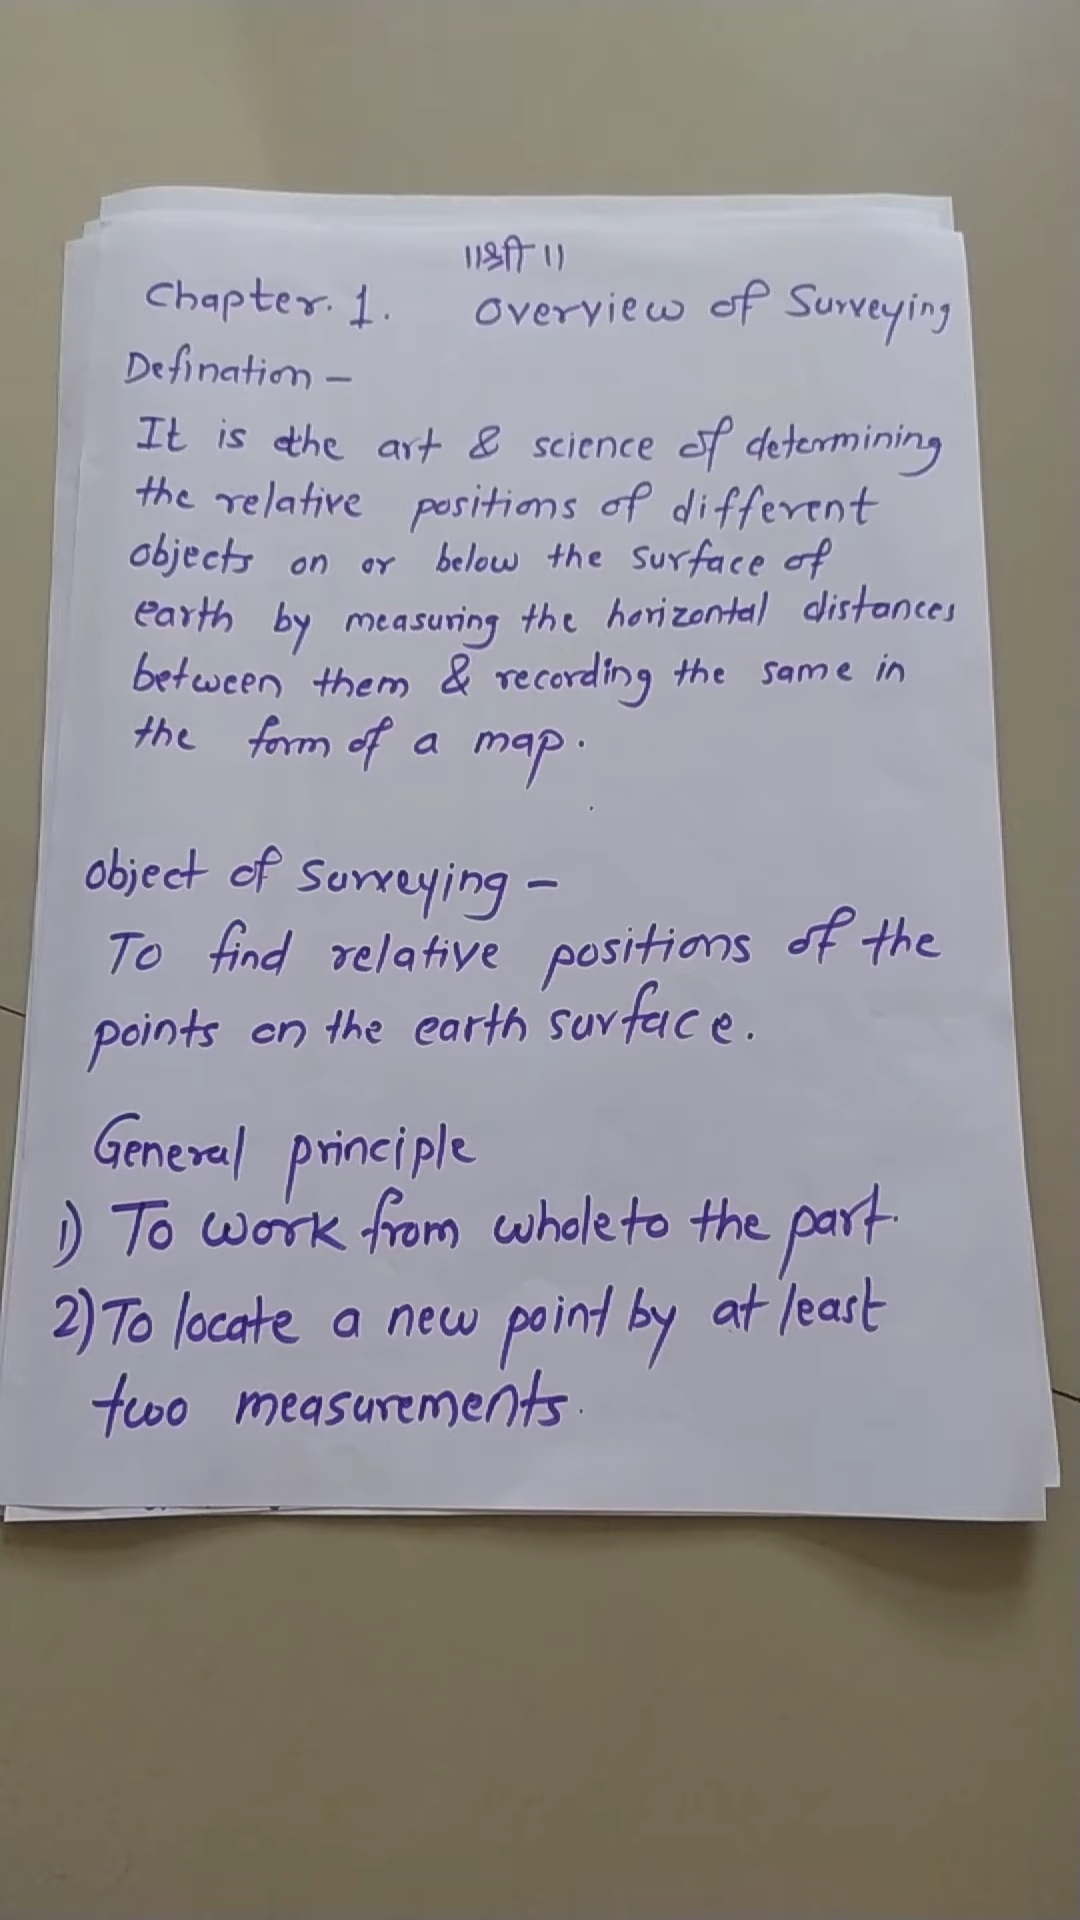 ॥श्री॥
Chapter. 1. Overview of Surveying
Defination –
It is the art & science of determining
the relative positions of different
objects on or below the surface of
earth by measuring the horizontal distances
between them & recording the same in
the form of a map.
object of Surveying –
To find relative positions of the
points on the earth surface.
General principle
1) To work from whole to the part.
2) To locate a new point by at least
two measurements.